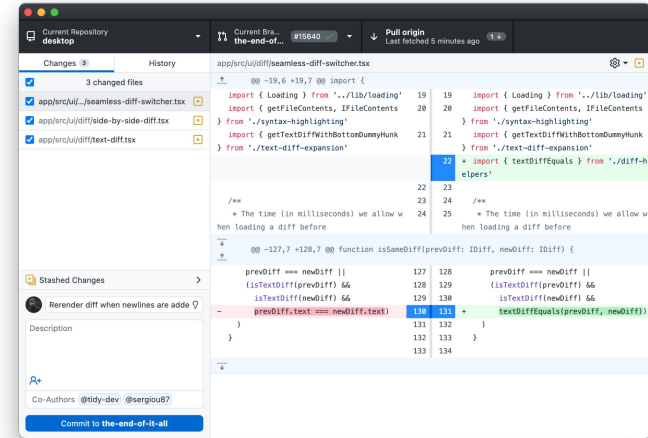 Current Repository
desktop
Current Bra...
the-end-of...
#15640
Pull origin
Last fetched 5 minutes ago
1
Changes 3
History
app/src/ui/diff/seamless-diff-switcher.tsx
3 changed files
app/src/ui/.../seamless-diff-switcher.tsx
app/src/ui/diff/side-by-side-diff.tsx
app/src/ui/diff/text-diff.tsx
@@ -19,6 +19,7 @@ import {
import { Loading } from '../lib/loading' 19 19 import { Loading } from '../lib/loading'
import { getFileContents, IFileContents 20 20 import { getFileContents, IFileContents
} from './syntax-highlighting' } from './syntax-highlighting'
import { getTextDiffWithBottomDummyHunk 21 21 import { getTextDiffWithBottomDummyHunk
} from './text-diff-expansion' } from './text-diff-expansion'
22 + import { textDiffEquals } from './diff-h
elpers'
22 23
/** 23 24 /**
* The time (in milliseconds) we allow w 24 25 * The time (in milliseconds) we allow w
hen loading a diff before hen loading a diff before
@@ -127,7 +128,7 @@ function isSameDiff(prevDiff: IDiff, newDiff: IDiff) {
prevDiff === newDiff || 127 128 prevDiff === newDiff ||
(isTextDiff(prevDiff) && 128 129 (isTextDiff(prevDiff) &&
isTextDiff(newDiff) && 129 130 isTextDiff(newDiff) &&
- prevDiff.text === newDiff.text) 130 131 + textDiffEquals(prevDiff, newDiff))
) 131 132 )
} 132 133 }
133 134
Stashed Changes
Rerender diff when newlines are adde
Description
Co-Authors @tidy-dev @sergiou87
Commit to the-end-of-it-all